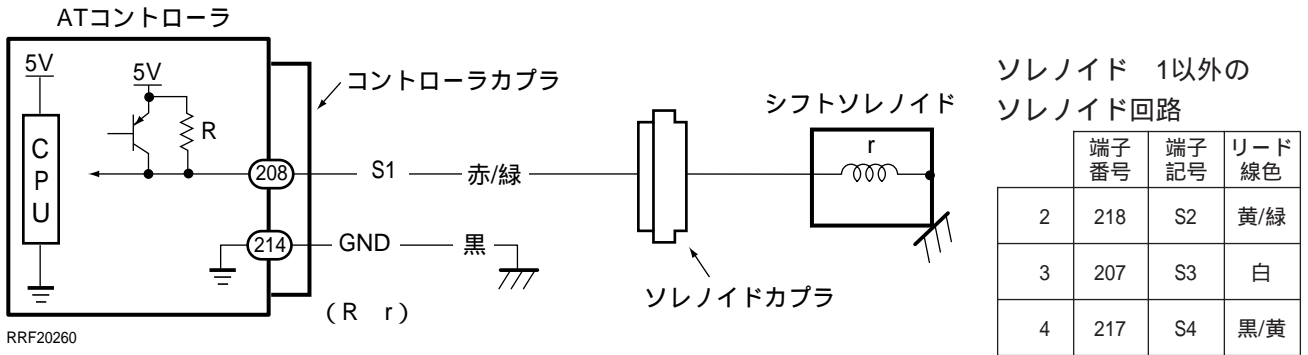 ATコントローラ
5V
5V
R
CPU
コントローラカプラ
208
S1
赤/緑
214
GND
黒
(R r)
シフトソレノイド
r
ソレノイドカプラ
RRF20260
ソレノイド 1以外の
ソレノイド回路
端子番号 端子記号 リード線色
2 218 S2 黄/緑
3 207 S3 白
4 217 S4 黒/黄